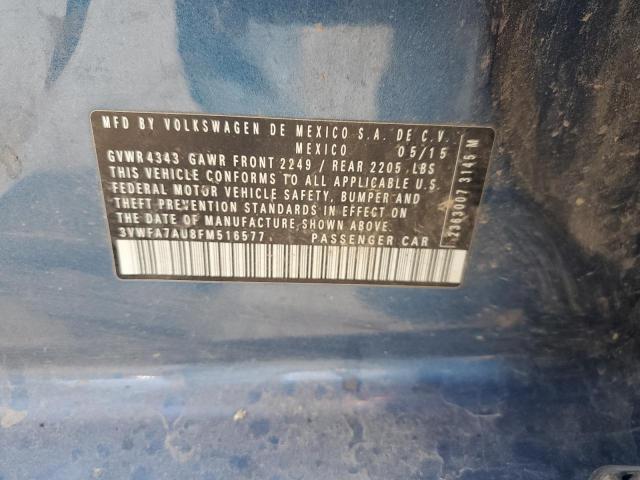 MFD BY VOLKSWAGEN DE MEXICO S.A. DE C.V.
MEXICO 05/15
GVWR 4343 GAWR FRONT 2249 / REAR 2205 LBS
THIS VEHICLE CONFORMS TO ALL APPLICABLE U.S.
FEDERAL MOTOR VEHICLE SAFETY, BUMPER AND
THEFT PREVENTION STANDARDS IN EFFECT ON
THE DATE OF MANUFACTURE SHOWN ABOVE.
3VWFA7AU8FM516577 PASSENGER CAR
2363007 3145 M